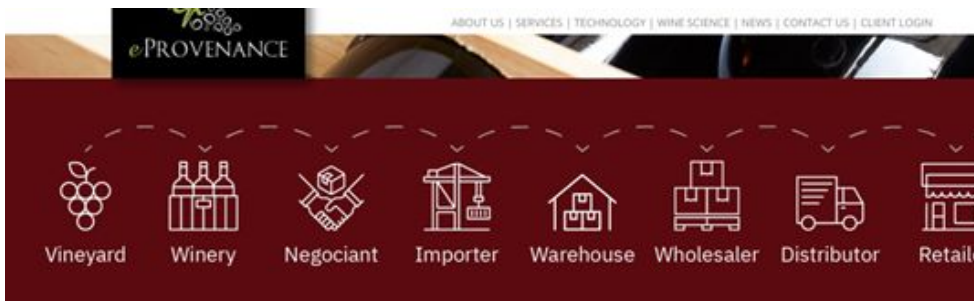 ABOUT US | SERVICES | TECHNOLOGY | WINE SCIENCE | NEWS | CONTACT US | CLIENT LOGIN
ePROVENANCE
Vineyard Winery Negociant Importer Warehouse Wholesaler Distributor